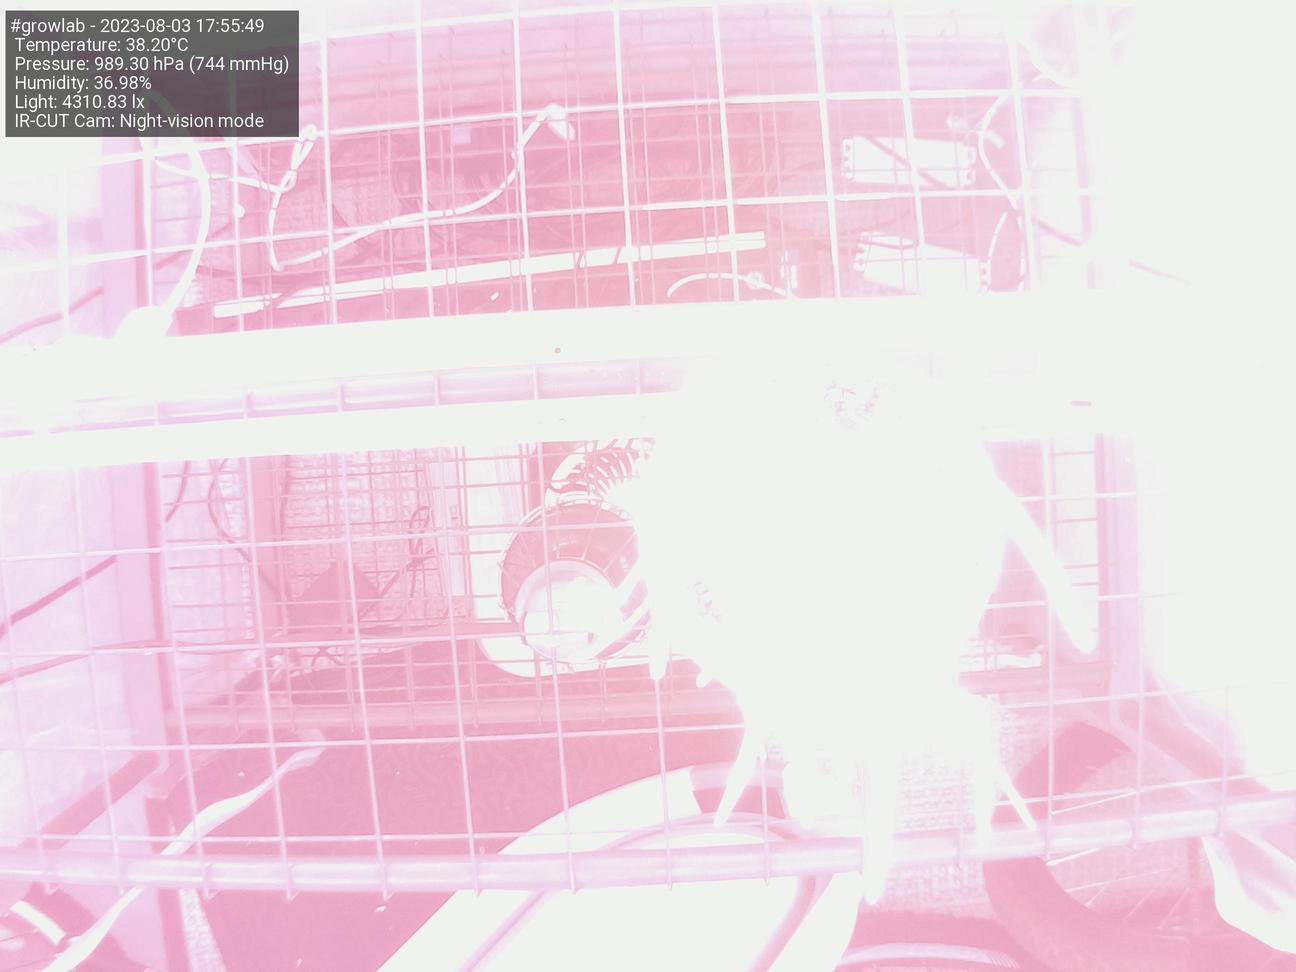 #growlab - 2023-08-03 17:55:49
Temperature: 38.20°C
Pressure: 989.30 hPa (744 mmHg)
Humidity: 36.98%
Light: 4310.83 lx
IR-CUT Cam: Night-vision mode